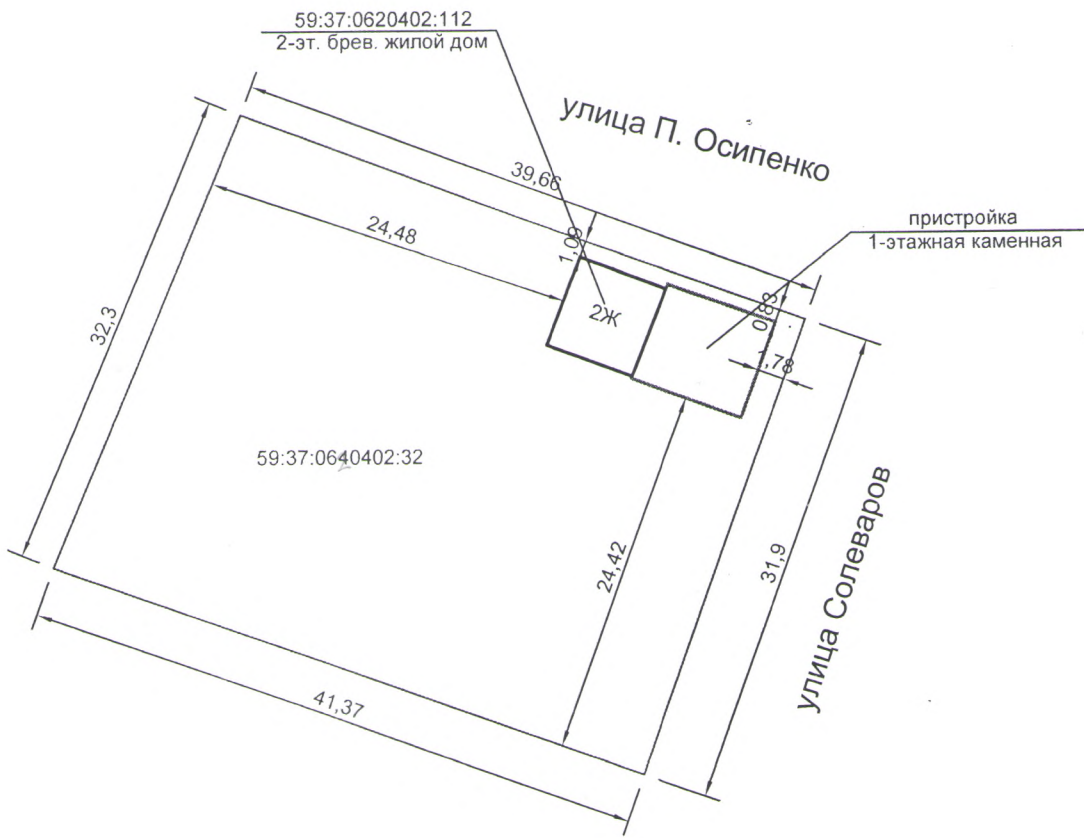 59:37:0620402:112
2-эт. брев. жилой дом
улица П. Осипенко
39,66
24,48
1,09
пристройка
1-этажная каменная
0,83
2Ж
1,78
32,3
59:37:0640402:32
24,42
31,9
улица Солеваров
41,37